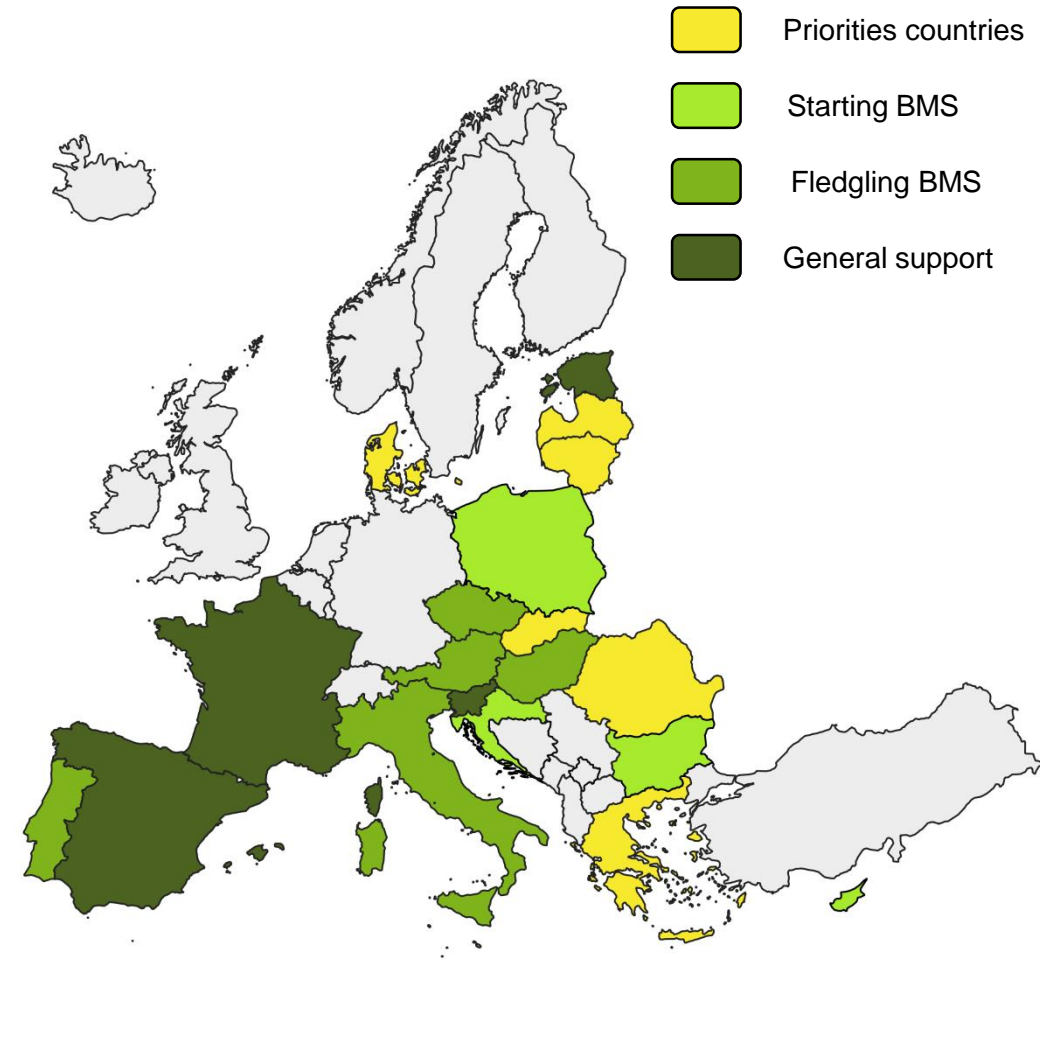 Priorities countries
Starting BMS
Fledgling BMS
General support